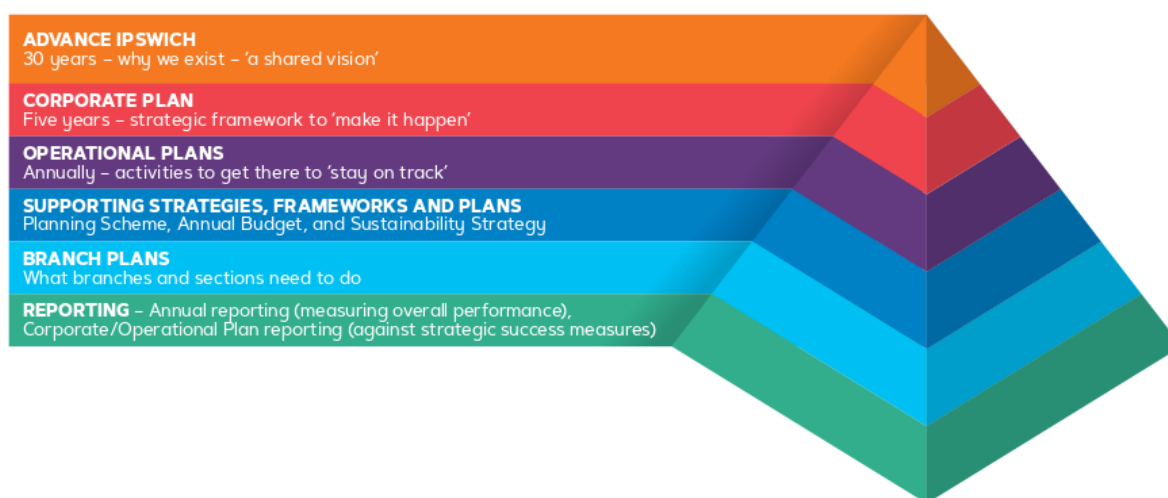 ADVANCE IPSWICH
30 years – why we exist – ‘a shared vision’
CORPORATE PLAN
Five years – strategic framework to ‘make it happen’
OPERATIONAL PLANS
Annually – activities to get there to ‘stay on track’
SUPPORTING STRATEGIES, FRAMEWORKS AND PLANS
Planning Scheme, Annual Budget, and Sustainability Strategy
BRANCH PLANS
What branches and sections need to do
REPORTING – Annual reporting (measuring overall performance),
Corporate/Operational Plan reporting (against strategic success measures)